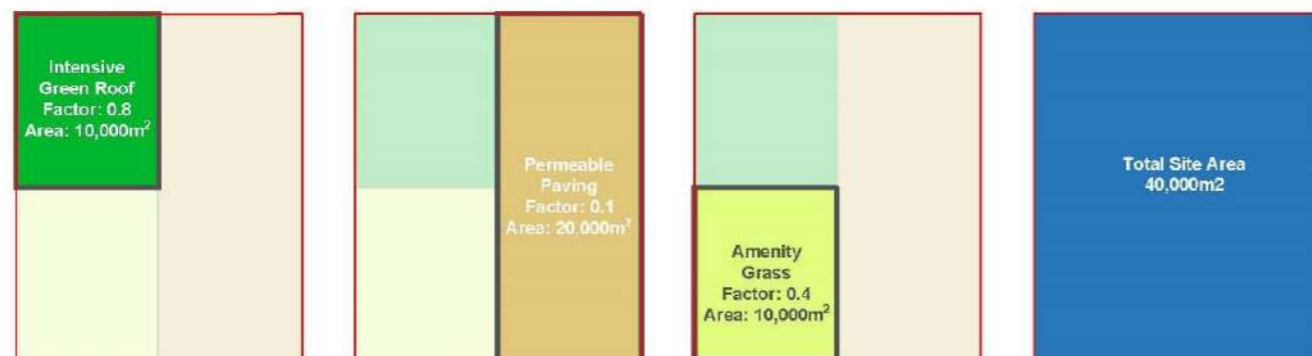 Intensive
Green Roof
Factor: 0.8
Area: 10,000m²
Permeable
Paving
Factor: 0.1
Area: 20,000m²
Amenity
Grass
Factor: 0.4
Area: 10,000m²
Total Site Area
40,000m2